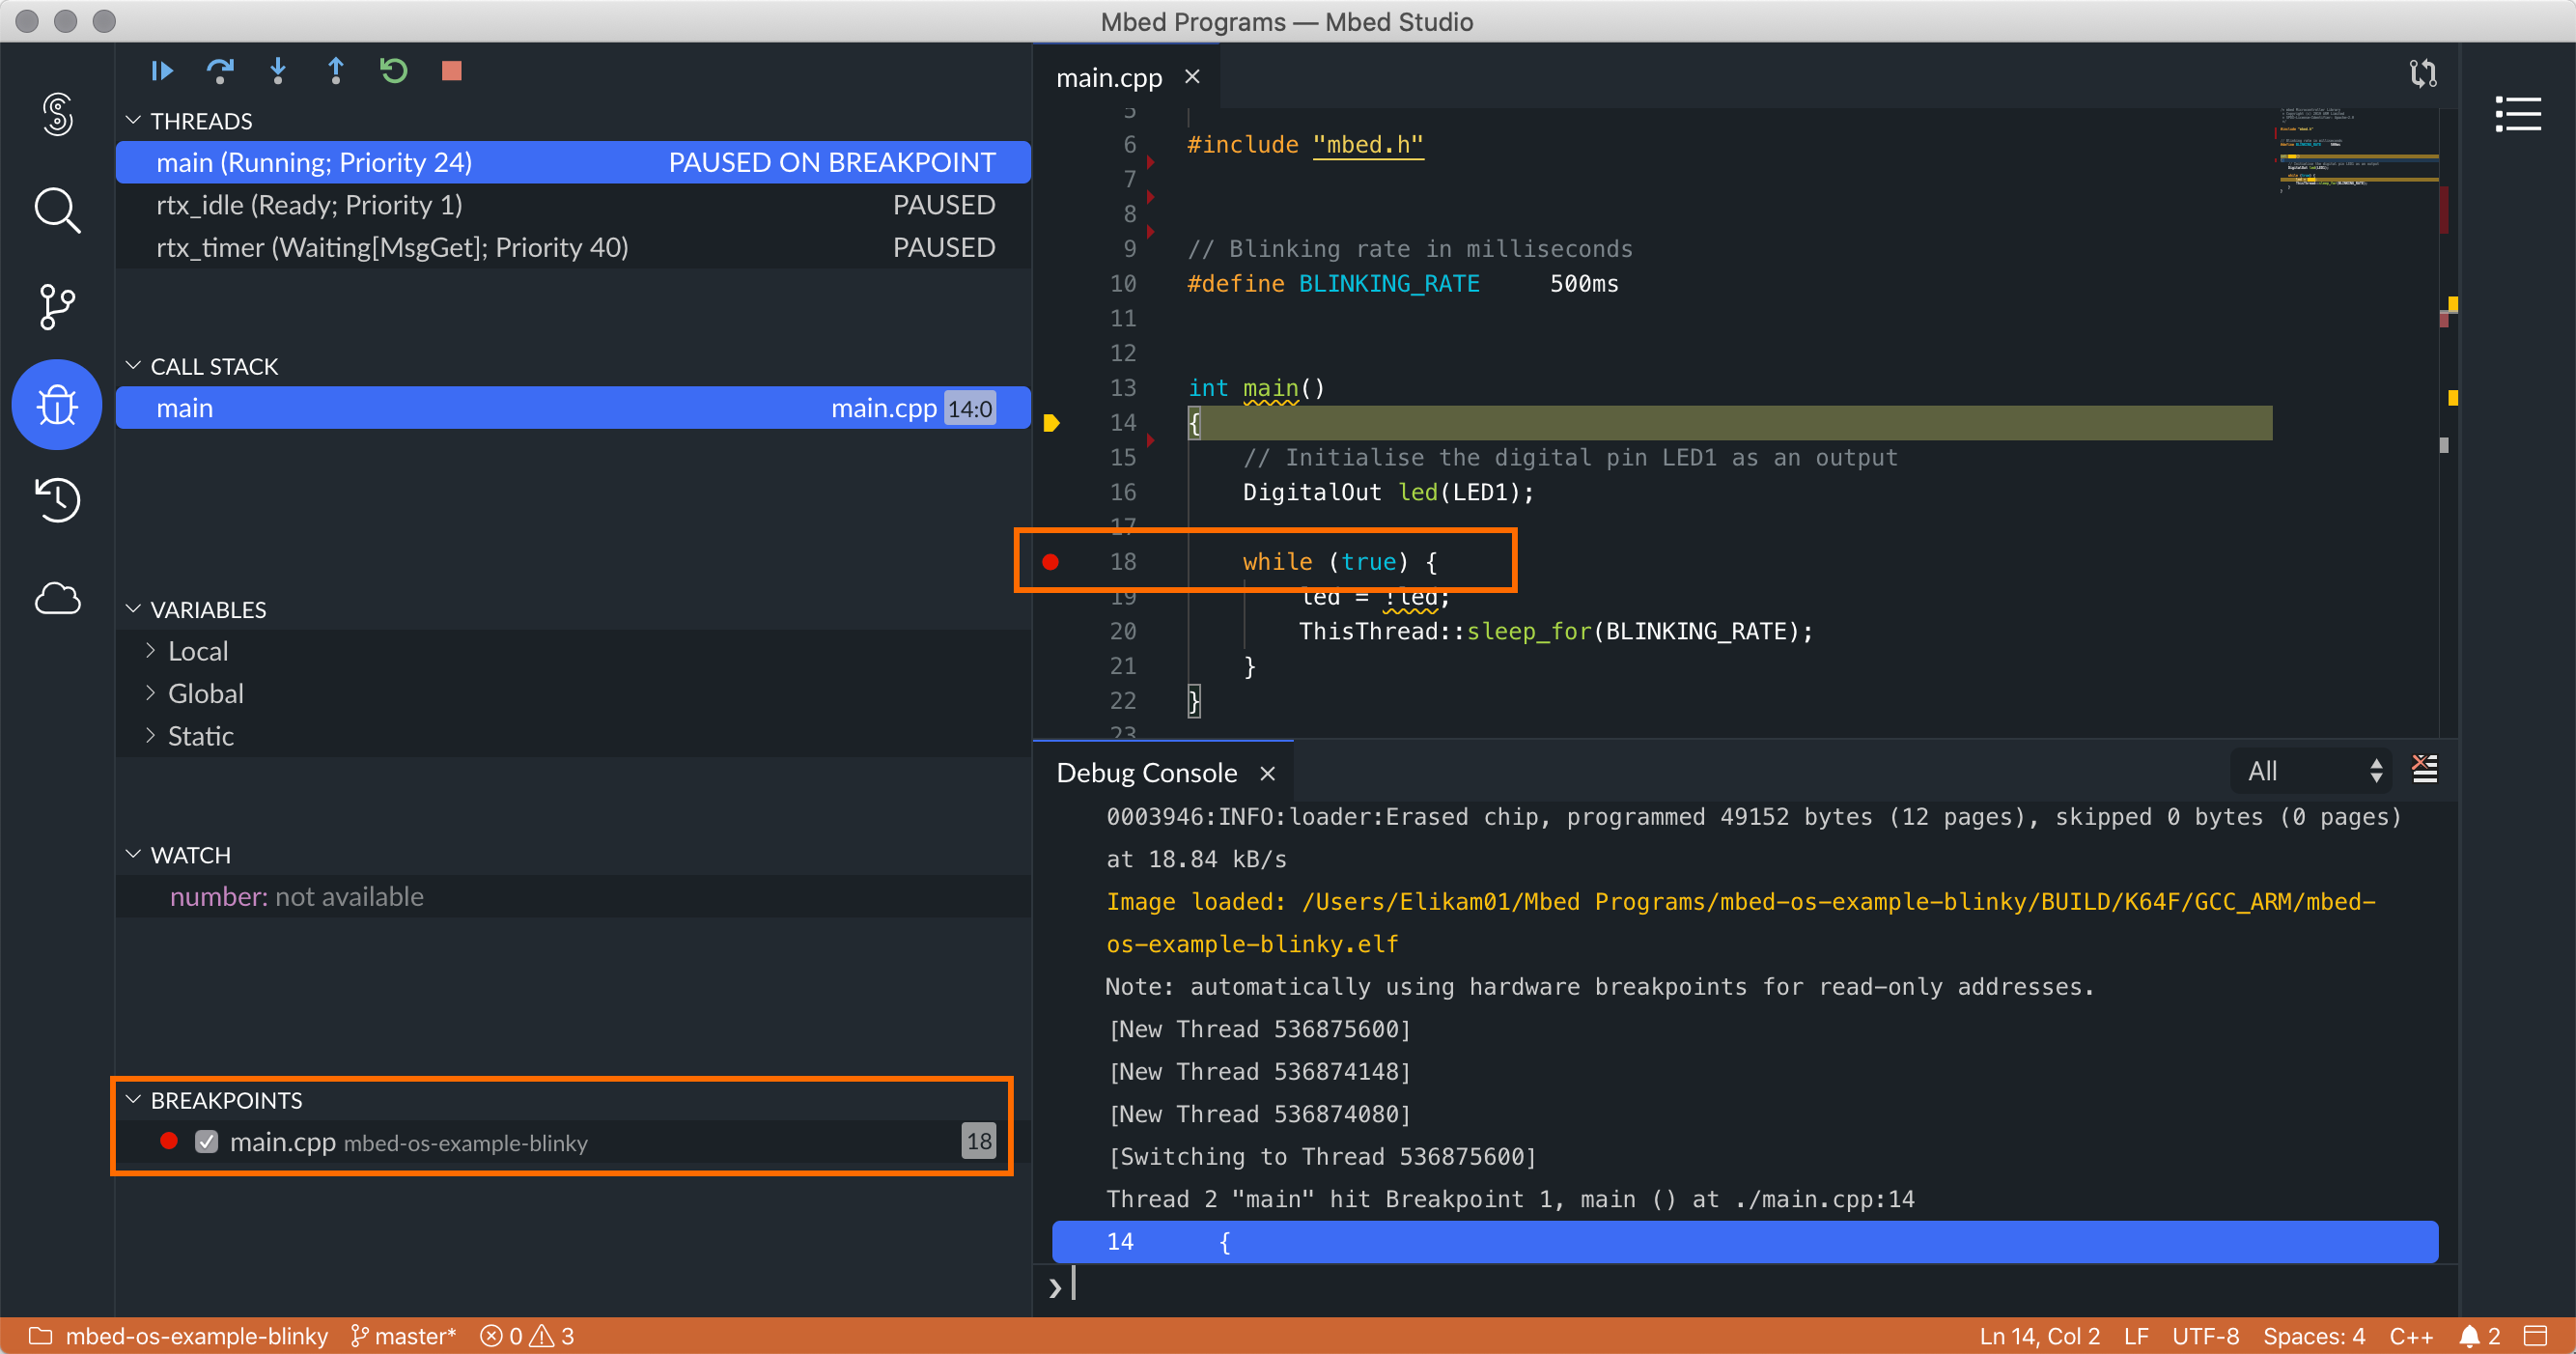 Mbed Programs — Mbed Studio
THREADS
main (Running; Priority 24) PAUSED ON BREAKPOINT
rtx_idle (Ready; Priority 1) PAUSED
rtx_timer (Waiting[MsgGet]; Priority 40) PAUSED
CALL STACK
main main.cpp 14:0
VARIABLES
Local
Global
Static
WATCH
number: not available
BREAKPOINTS
main.cpp mbed-os-example-blinky 18
main.cpp
5
6 #include "mbed.h"
7
8
9 // Blinking rate in milliseconds
10 #define BLINKING_RATE 500ms
11
12
13 int main()
14 {
15 // Initialise the digital pin LED1 as an output
16 DigitalOut led(LED1);
17
18 while (true) {
19 led = !led;
20 ThisThread::sleep_for(BLINKING_RATE);
21 }
22 }
23
Debug Console
All
0003946:INFO:loader:Erased chip, programmed 49152 bytes (12 pages), skipped 0 bytes (0 pages)
at 18.84 kB/s
Image loaded: /Users/Elikam01/Mbed Programs/mbed-os-example-blinky/BUILD/K64F/GCC_ARM/mbed-
os-example-blinky.elf
Note: automatically using hardware breakpoints for read-only addresses.
[New Thread 536875600]
[New Thread 536874148]
[New Thread 536874080]
[Switching to Thread 536875600]
Thread 2 "main" hit Breakpoint 1, main () at ./main.cpp:14
14 {
mbed-os-example-blinky master* 0 3 Ln 14, Col 2 LF UTF-8 Spaces: 4 C++ 2